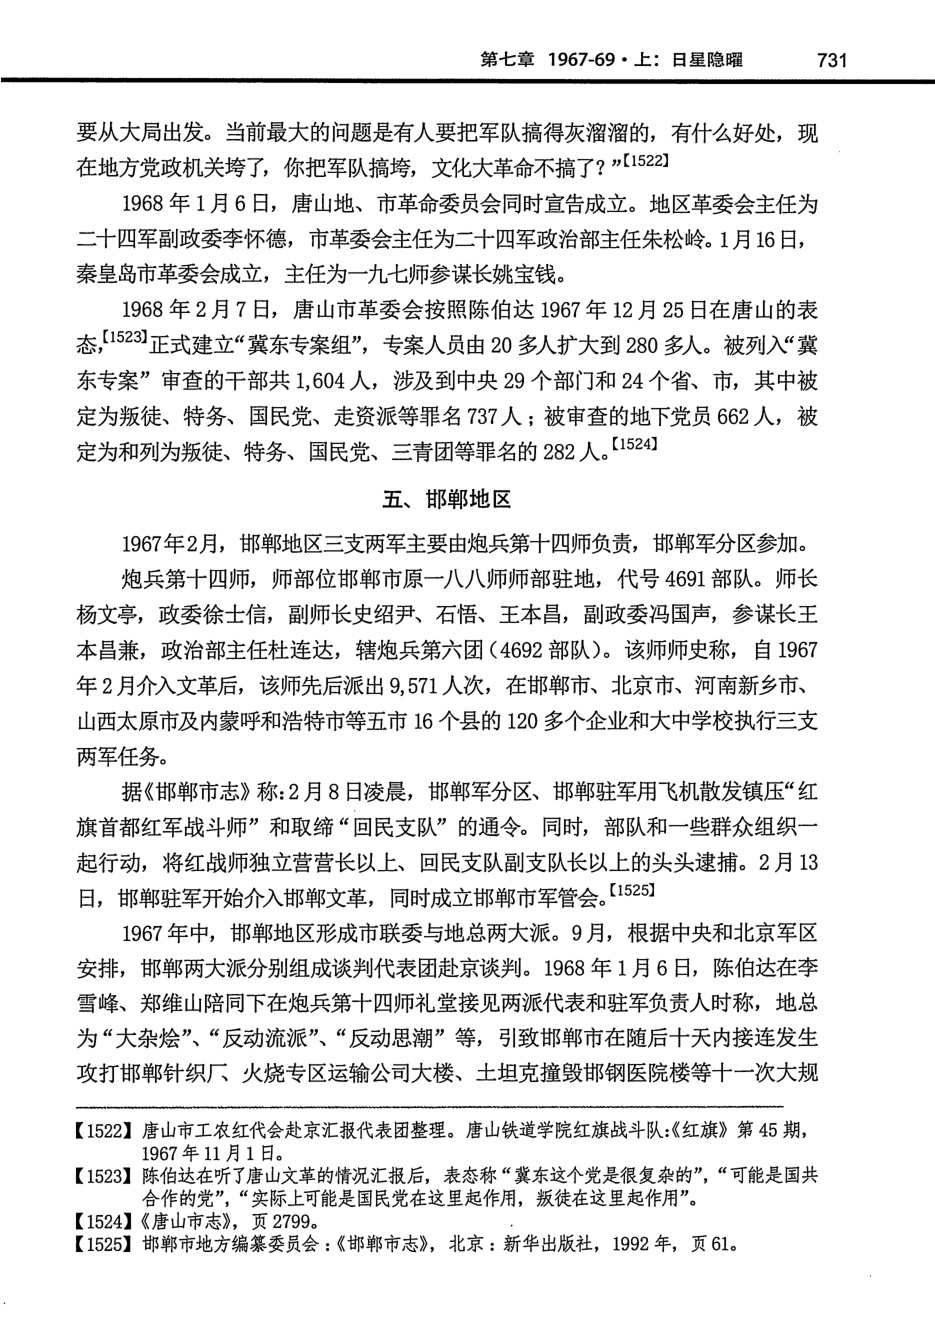 第七章 1967-69·上：日星隐曜 731
要从大局出发。当前最大的问题是有人要把军队搞得灰溜溜的，有什么好处，现
在地方党政机关垮了，你把军队搞垮，文化大革命不搞了？”【1522】
1968 年 1 月 6 日，唐山地、市革命委员会同时宣告成立。地区革委会主任为
二十四军副政委李怀德，市革委会主任为二十四军政治部主任朱松岭。1 月 16 日，
秦皇岛市革委会成立，主任为一九七师参谋长姚宝钱。
1968 年 2 月 7 日，唐山市革委会按照陈伯达 1967 年 12 月 25 日在唐山的表
态，【1523】正式建立“冀东专案组”，专案人员由 20 多人扩大到 280 多人。被列入“冀
东专案”审查的干部共 1,604 人，涉及到中央 29 个部门和 24 个省、市，其中被
定为叛徒、特务、国民党、走资派等罪名 737 人；被审查的地下党员 662 人，被
定为和列为叛徒、特务、国民党、三青团等罪名的 282 人。【1524】
五、邯郸地区
1967年2月，邯郸地区三支两军主要由炮兵第十四师负责，邯郸军分区参加。
炮兵第十四师，师部位邯郸市原一八八师师部驻地，代号 4691 部队。师长
杨文亭，政委徐士信，副师长史绍尹、石悟、王本昌，副政委冯国声，参谋长王
本昌兼，政治部主任杜连达，辖炮兵第六团（4692 部队）。该师师史称，自 1967
年 2 月介入文革后，该师先后派出 9,571 人次，在邯郸市、北京市、河南新乡市、
山西太原市及内蒙呼和浩特市等五市 16 个县的 120 多个企业和大中学校执行三支
两军任务。
据《邯郸市志》称：2 月 8 日凌晨，邯郸军分区、邯郸驻军用飞机散发镇压“红
旗首都红军战斗师”和取缔“回民支队”的通令。同时，部队和一些群众组织一
起行动，将红战师独立营营长以上、回民支队副支队长以上的头头逮捕。2 月 13
日，邯郸驻军开始介入邯郸文革，同时成立邯郸市军管会。【1525】
1967 年中，邯郸地区形成市联委与地总两大派。9 月，根据中央和北京军区
安排，邯郸两大派分别组成谈判代表团赴京谈判。1968 年 1 月 6 日，陈伯达在李
雪峰、郑维山陪同下在炮兵第十四师礼堂接见两派代表和驻军负责人时称，地总
为“大杂烩”、“反动流派”、“反动思潮”等，引致邯郸市在随后十天内接连发生
攻打邯郸针织厂、火烧专区运输公司大楼、土坦克撞毁邯钢医院楼等十一次大规
【1522】唐山市工农红代会赴京汇报代表团整理。唐山铁道学院红旗战斗队：《红旗》第 45 期，
1967 年 11 月 1 日。
【1523】陈伯达在听了唐山文革的情况汇报后，表态称“冀东这个党是很复杂的”，“可能是国共
合作的党”，“实际上可能是国民党在这里起作用，叛徒在这里起作用”。
【1524】《唐山市志》，页 2799。
【1525】邯郸市地方编纂委员会：《邯郸市志》，北京：新华出版社，1992 年，页 61。